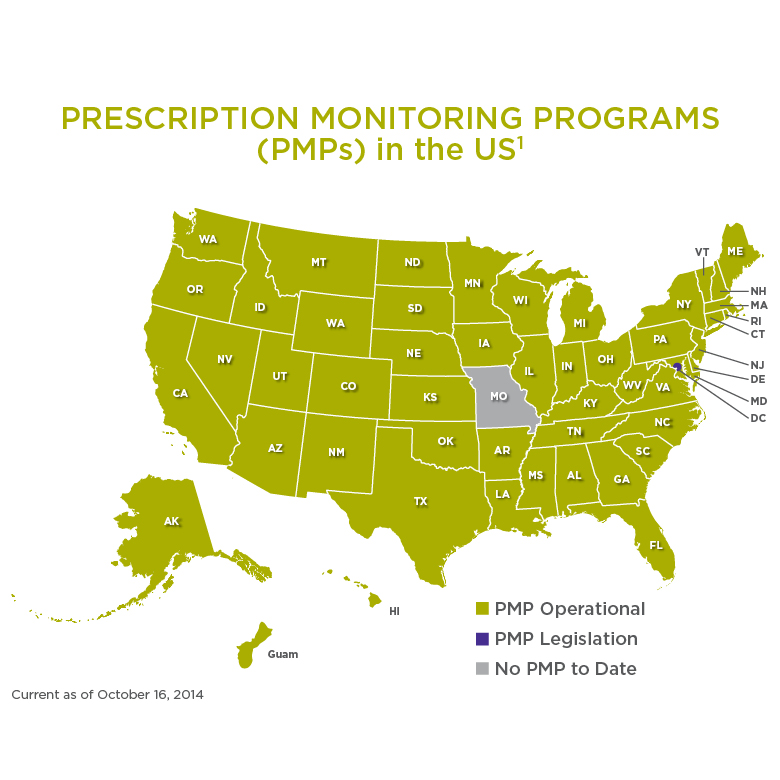 PRESCRIPTION MONITORING PROGRAMS
(PMPs) in the US1
WA
MT
ND
MN
VT
ME
OR
ID
WA
SD
WI
MI
NY
NH
MA
RI
CT
NV
UT
CO
NE
IA
IL
IN
OH
PA
NJ
DE
MD
DC
CA
KS
MO
KY
WV
VA
AZ
NM
OK
AR
TN
NC
SC
TX
LA
MS
AL
GA
FL
AK
HI
Guam
PMP Operational
PMP Legislation
No PMP to Date
Current as of October 16, 2014